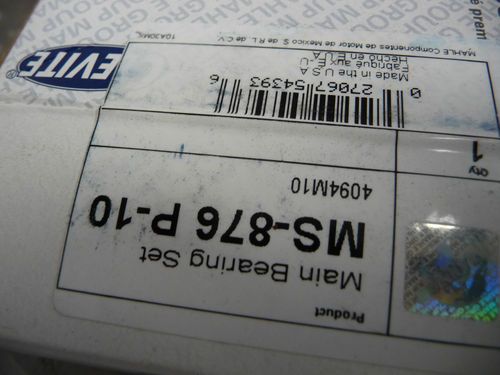 Product
Main Bearing Set
MS-876 P-10
4094M10
Qty
1
0 27067 54393 6
Made in the U S A
Fabriqué aux E.-U.
Hecho en E U A
EVITE®
MAHLE Componentes de Motor de México S. de R.L. de C.V.